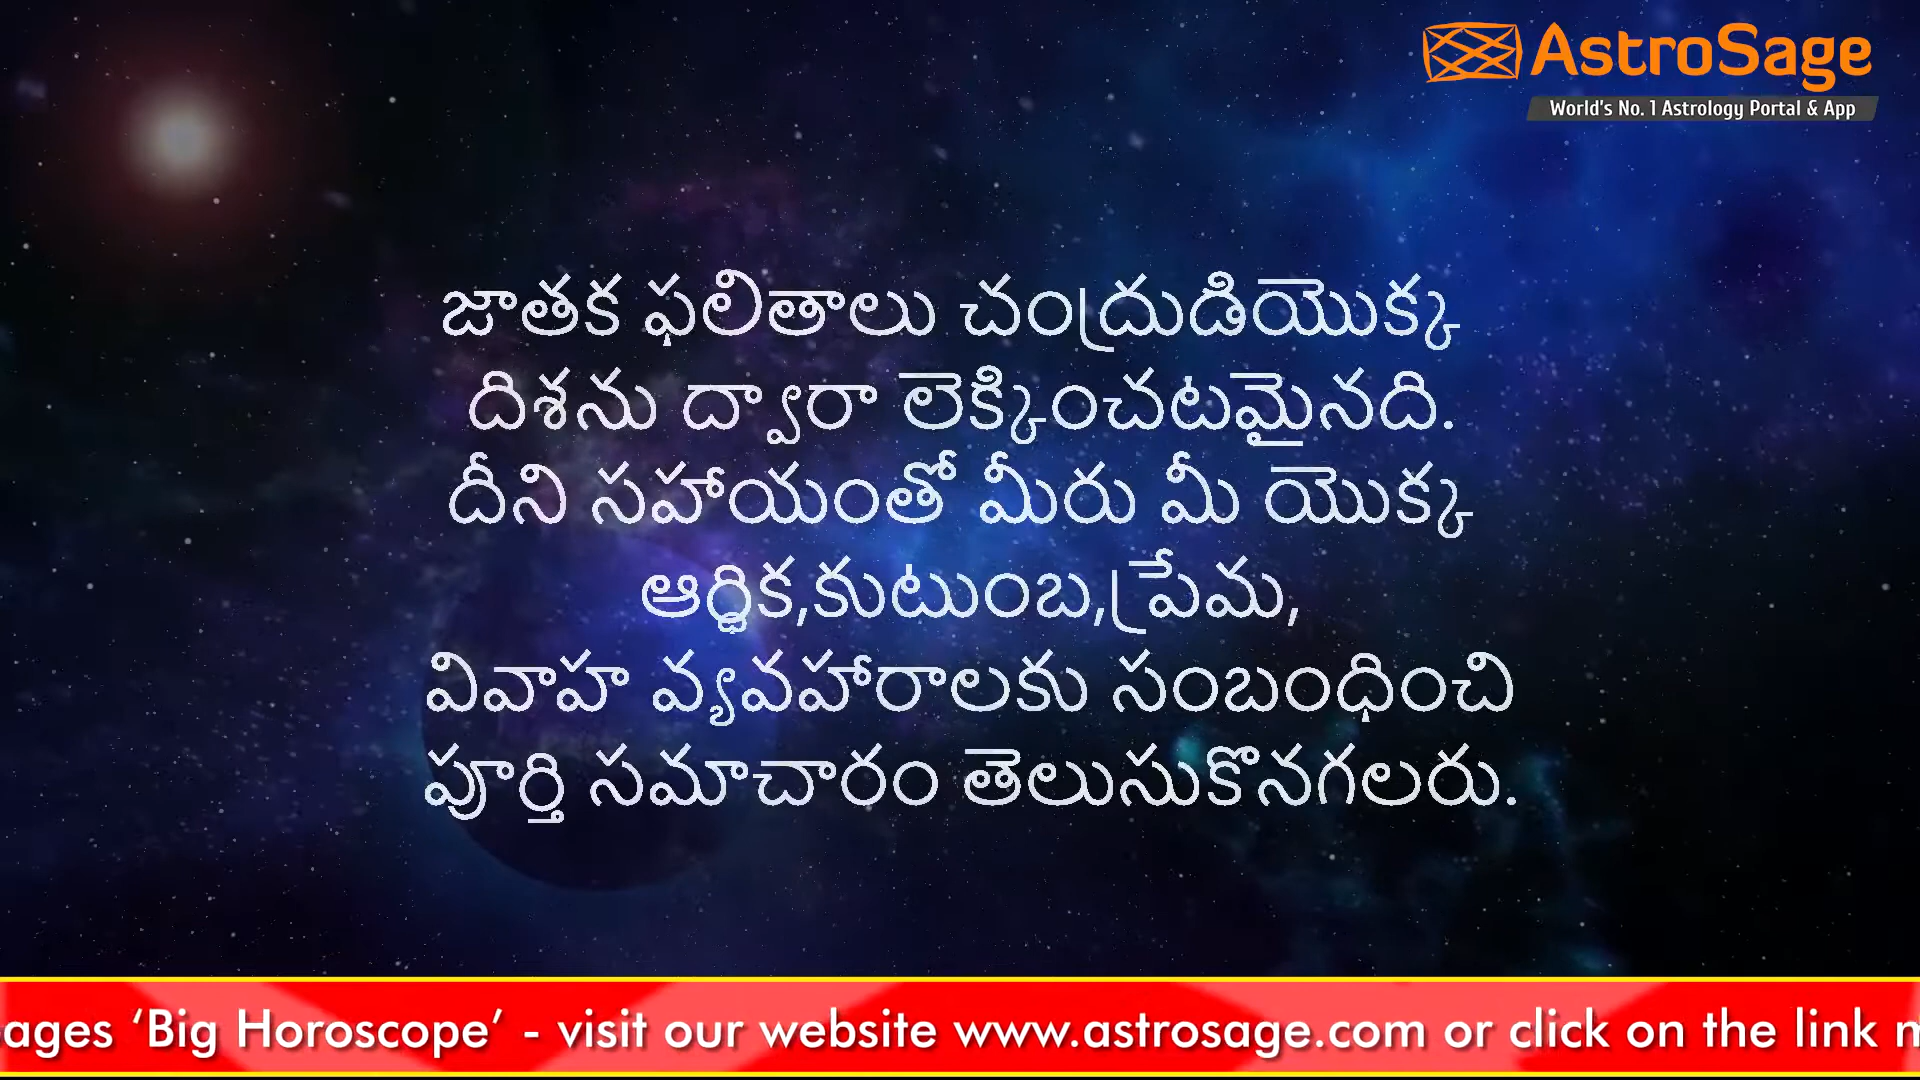 AstroSage
World's No. 1 Astrology Portal & App
జాతక ఫలితాలు చంద్రుడియొక్క
దిశను ద్వారా లెక్కించటమైనది.
దీని సహాయంతో మీరు మీ యొక్క
ఆర్ధిక,కుటుంబ,ప్రేమ,
వివాహ వ్యవహారాలకు సంబంధించి
పూర్తి సమాచారం తెలుసుకొనగలరు.
ages ‘Big Horoscope’ - visit our website www.astrosage.com or click on the link